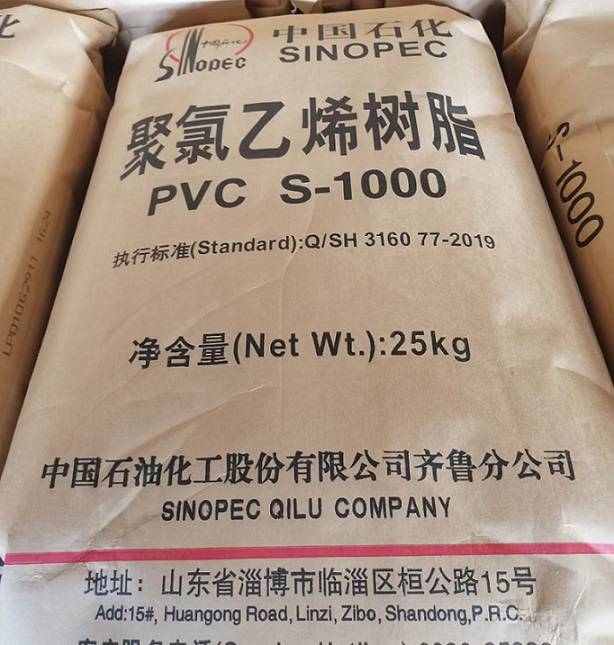 中国石化
SINOPEC
中国石化
SINOPEC
聚氯乙烯树脂
PVC S-1000
执行标准(Standard):Q/SH 3160 77-2019
净含量(Net Wt.):25kg
中国石油化工股份有限公司齐鲁分公司
SINOPEC QILU COMPANY
地址：山东省淄博市临淄区桓公路15号
Add:15#, Huangong Road, Linzi, Zibo, Shandong,P.R.C.
S-1000